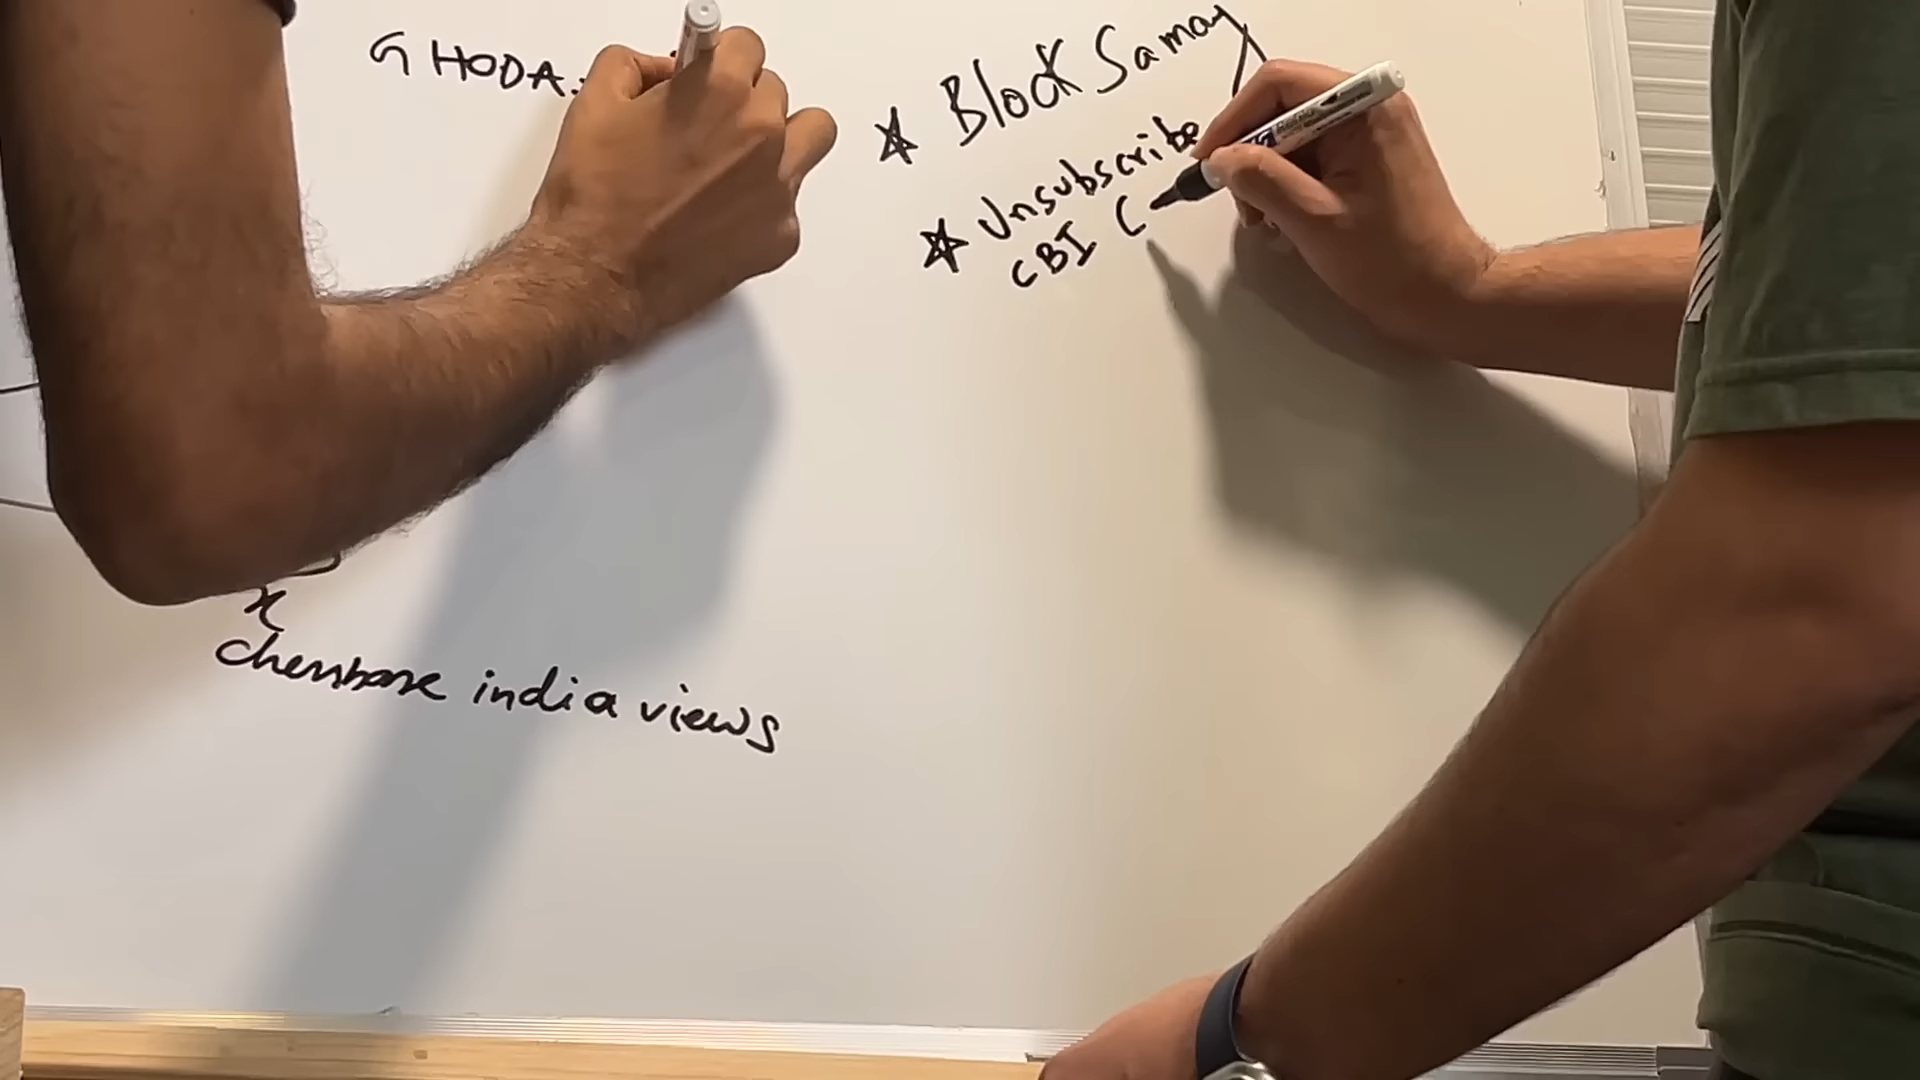 GHODA:
x
Chessbase india views
* Block Samay
* Unsubscribe
CBI C